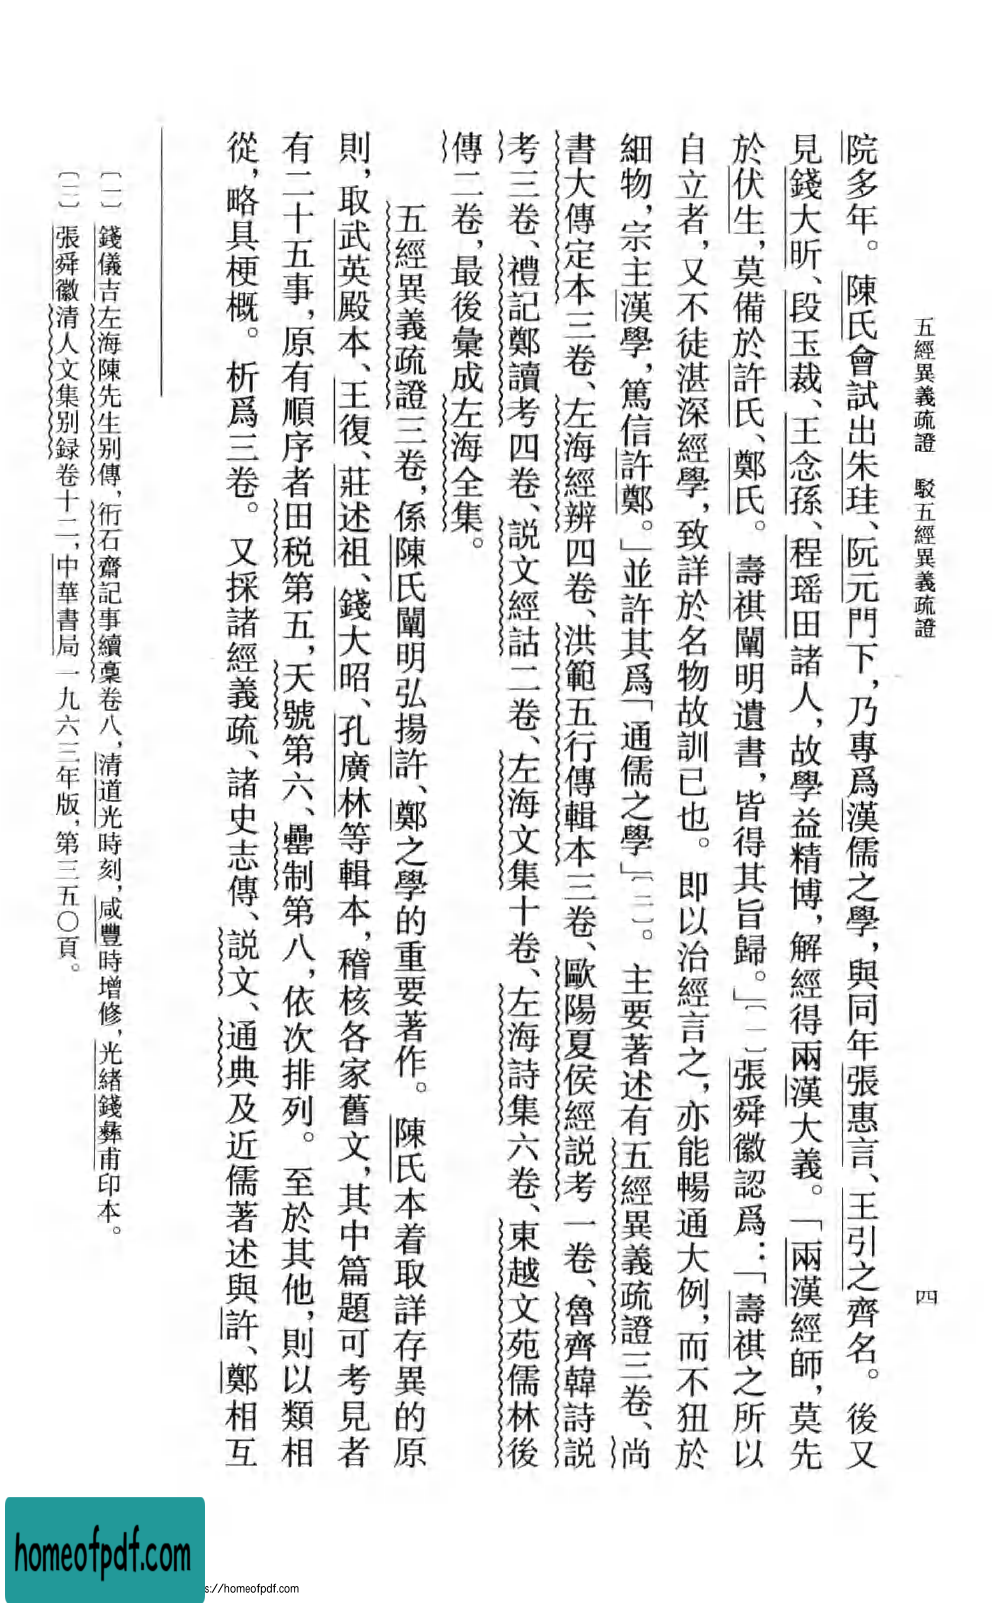 五經異義疏證　駁五經異義疏證
四
院多年。陳氏會試出朱珪、阮元門下，乃專爲漢儒之學，與同年張惠言、王引之齊名。後又
見錢大昕、段玉裁、王念孫、程瑶田諸人，故學益精博，解經得兩漢大義。「兩漢經師，莫先
於伏生，莫備於許氏、鄭氏。壽祺闡明遺書，皆得其旨歸。」〔一〕張舜徽認爲：「壽祺之所以
自立者，又不徒湛深經學，致詳於名物故訓已也。即以治經言之，亦能暢通大例，而不狃於
細物，宗主漢學，篤信許鄭。」並許其爲「通儒之學」〔二〕。主要著述有五經異義疏證三卷、尚
書大傳定本三卷、左海經辨四卷、洪範五行傳輯本三卷、歐陽夏侯經説考一卷、魯齊韓詩説
考三卷、禮記鄭讀考四卷、説文經詁二卷、左海文集十卷、左海詩集六卷、東越文苑儒林後
傳二卷，最後彙成左海全集。
五經異義疏證三卷，係陳氏闡明弘揚許、鄭之學的重要著作。陳氏本着取詳存異的原
則，取武英殿本、王復、莊述祖、錢大昭、孔廣林等輯本，稽核各家舊文，其中篇題可考見者
有二十五事，原有順序者田税第五，天號第六、罍制第八，依次排列。至於其他，則以類相
從，略具梗概。析爲三卷。又採諸經義疏、諸史志傳、説文、通典及近儒著述與許、鄭相互
〔一〕錢儀吉左海陳先生别傳，衎石齋記事續稾卷八，清道光時刻，咸豐時增修，光緒錢彝甫印本。
〔二〕張舜徽清人文集别録卷十二，中華書局一九六三年版，第三五〇頁。
homeofpdf.com
s://homeofpdf.com